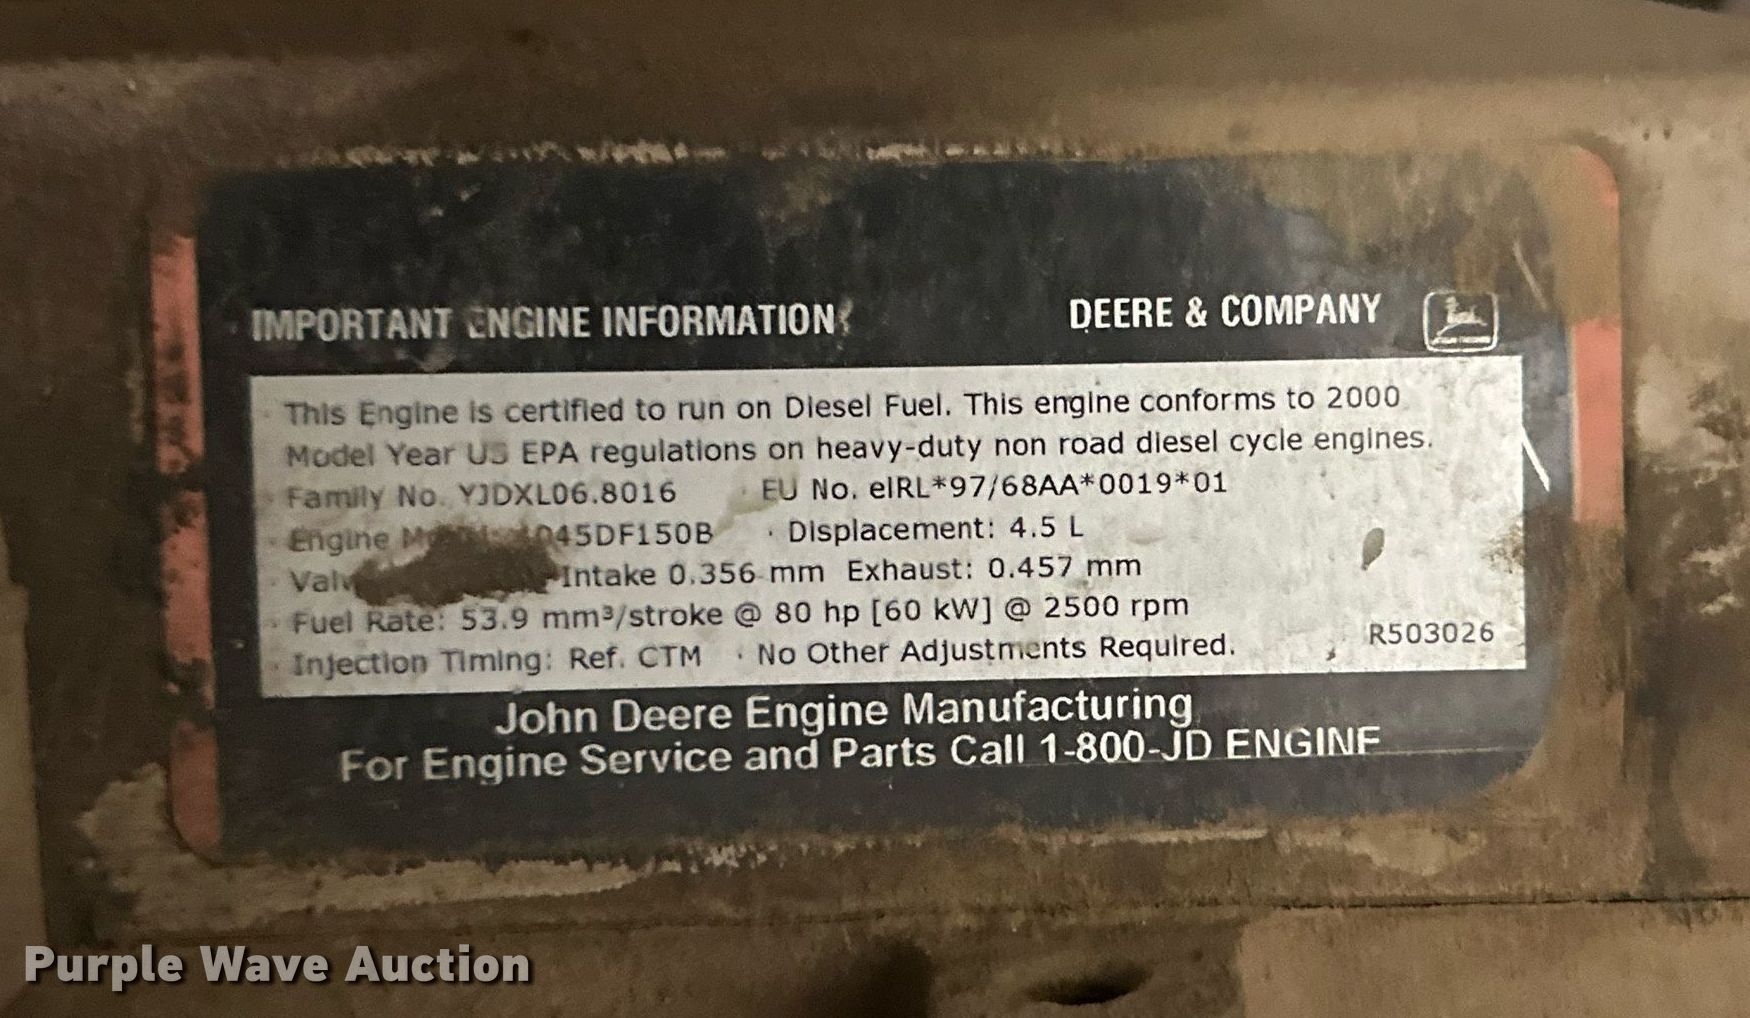 IMPORTANT ENGINE INFORMATION
DEERE & COMPANY
This Engine is certified to run on Diesel Fuel. This engine conforms to 2000
Model Year US EPA regulations on heavy-duty non road diesel cycle engines.
Family No. YJDXL06.8016 · EU No. eIRL*97/68AA*0019*01
Engine 045DF150B · Displacement: 4.5 L
Intake 0.356 mm Exhaust: 0.457 mm
Fuel Rate: 53.9 mm³/stroke @ 80 hp [60 kW] @ 2500 rpm
Injection Timing: Ref. CTM · No Other Adjustments Required.
R503026
John Deere Engine Manufacturing
For Engine Service and Parts Call 1-800-JD ENGINE
Purple Wave Auction